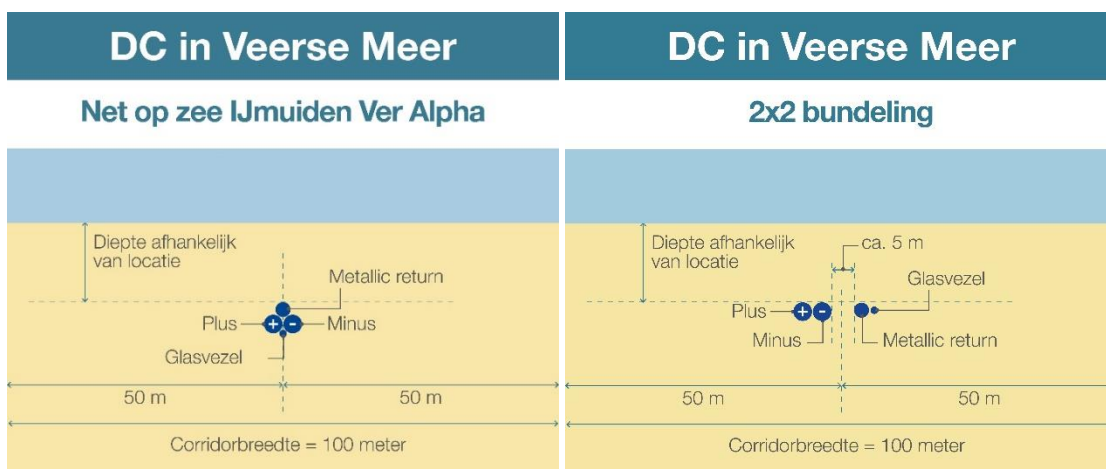 DC in Veerse Meer
Net op zee IJmuiden Ver Alpha
Diepte afhankelijk
van locatie
Metallic return
Plus
+
-
Minus
Glasvezel
50 m
50 m
Corridorbreedte = 100 meter
DC in Veerse Meer
2x2 bundeling
Diepte afhankelijk
van locatie
ca. 5 m
Glasvezel
Plus
+
-
Minus
Metallic return
50 m
50 m
Corridorbreedte = 100 meter